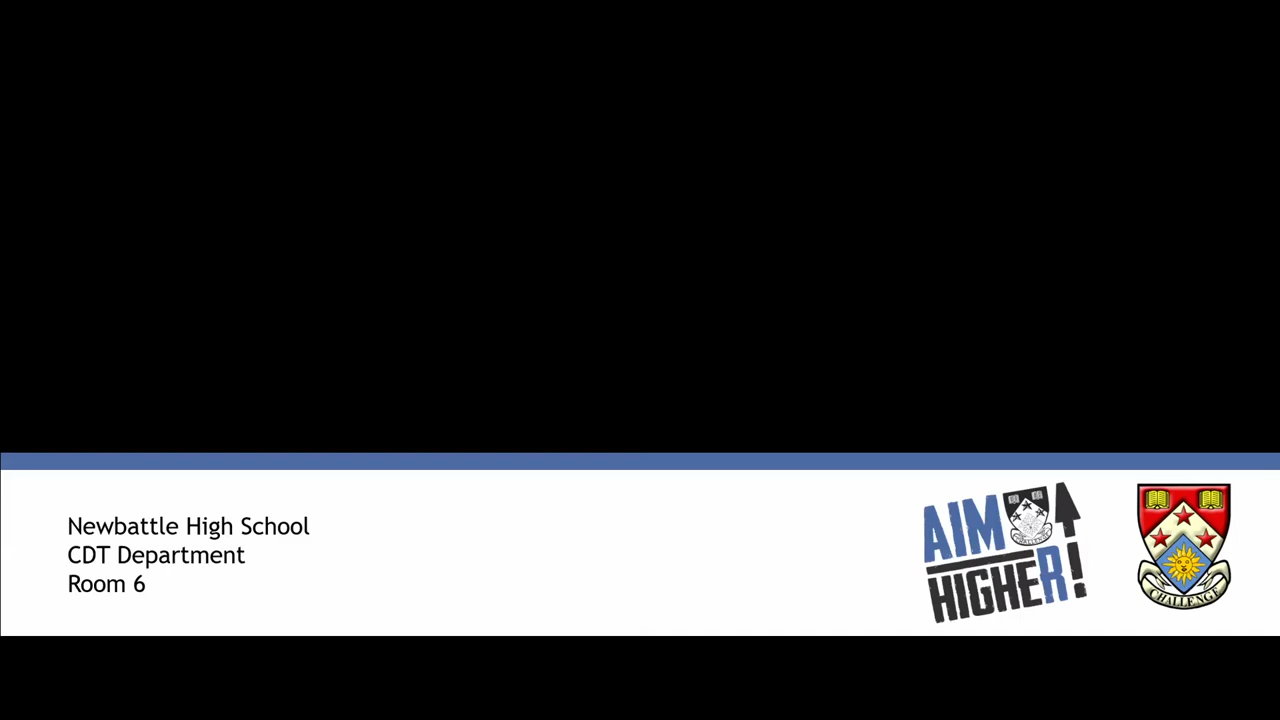 Newbattle High School
CDT Department
Room 6
AIM
HIGHER!
CHALLENGE